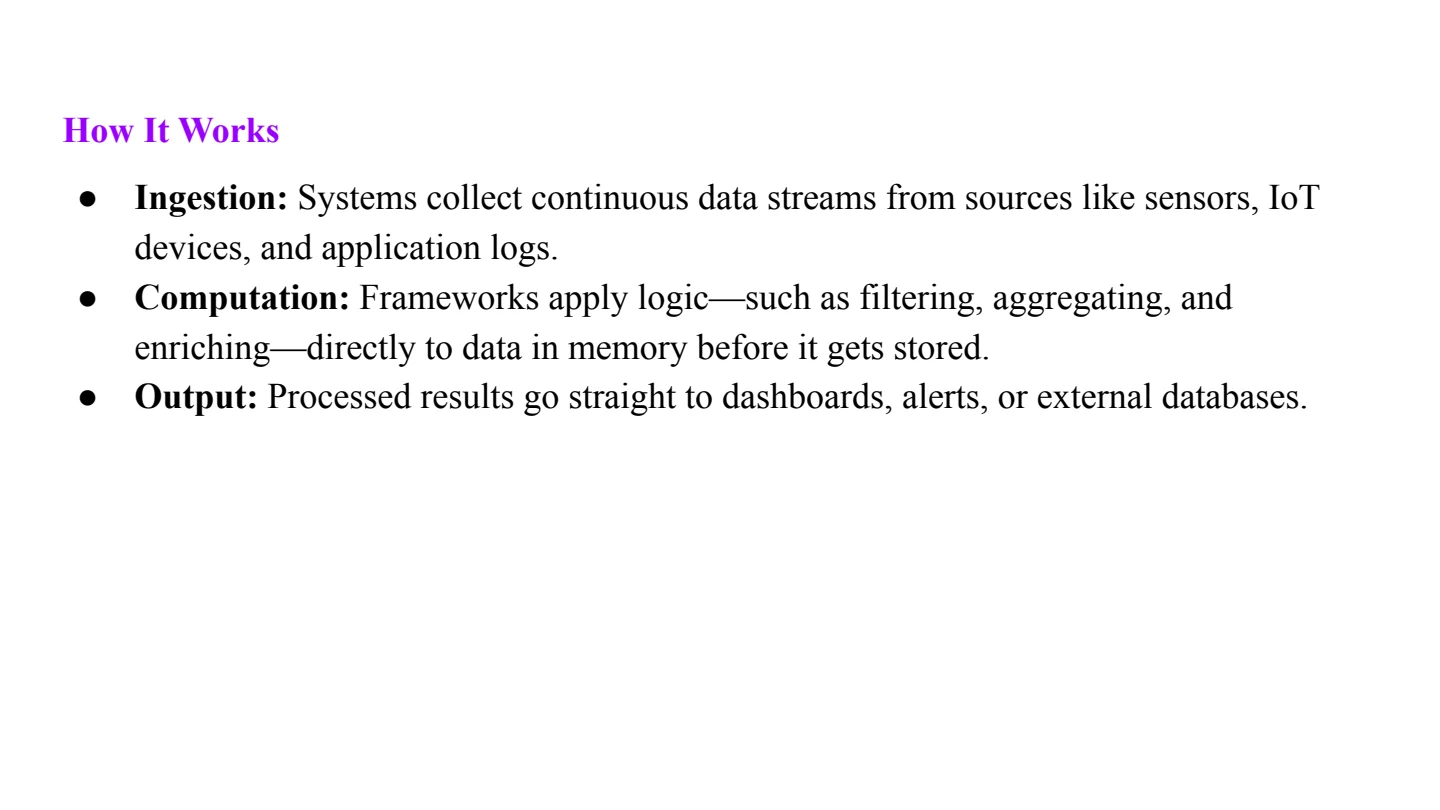 How It Works
● Ingestion: Systems collect continuous data streams from sources like sensors, IoT
devices, and application logs.
● Computation: Frameworks apply logic—such as filtering, aggregating, and
enriching—directly to data in memory before it gets stored.
● Output: Processed results go straight to dashboards, alerts, or external databases.